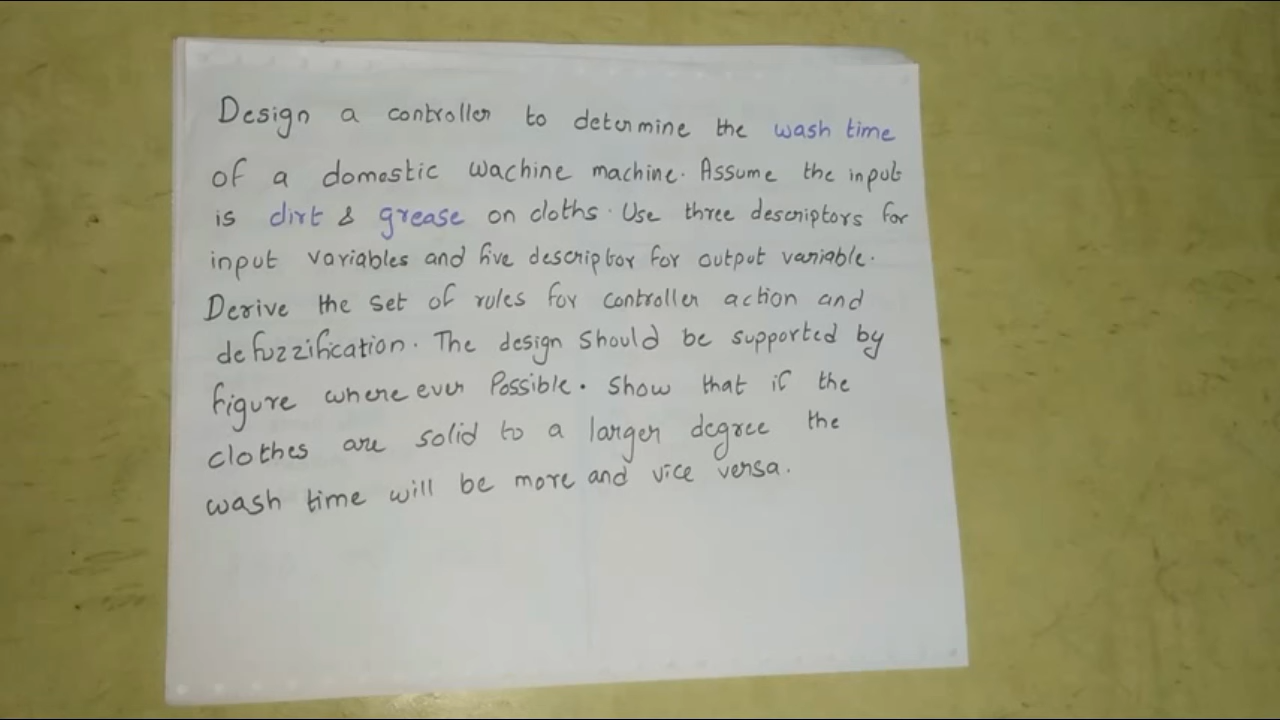 Design a controller to determine the wash time
of a domestic wachine machine. Assume the input
is dirt & grease on cloths. Use three descriptors for
input variables and five descriptor for output variable.
Derive the set of rules for controller action and
defuzzification. The design should be supported by
figure where ever Possible. Show that if the
clothes are solid to a larger degree the
wash time will be more and vice versa.